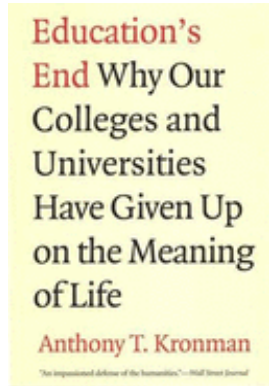 Education's
End Why Our
Colleges and
Universities
Have Given Up
on the Meaning
of Life
Anthony T. Kronman
"An impassioned defense of the humanities."—Wall Street Journal